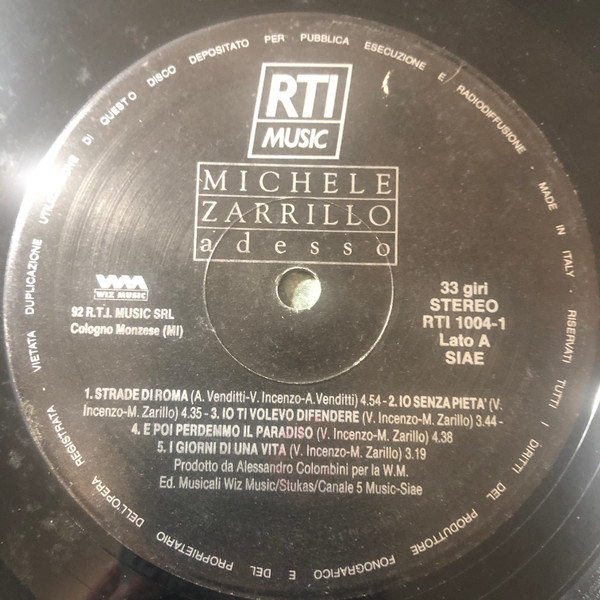 RTI
MUSIC
MICHELE
ZARRILLO
adesso
WM
WIZ MUSIC
92 R.T.I. MUSIC SRL
Cologno Monzese (MI)
33 giri
STEREO
RTI 1004-1
Lato A
SIAE
1. STRADE DI ROMA (A. Venditti-V. Incenzo-A.Venditti) 4.54 - 2. IO SENZA PIETA' (V.
Incenzo-M. Zarillo) 4.35 - 3. IO TI VOLEVO DIFENDERE (V. Incenzo-M. Zarillo) 3.44 -
4. E POI PERDEMMO IL PARADISO (V. Incenzo-M. Zarillo) 4.38
5. I GIORNI DI UNA VITA (V. Incenzo-M. Zarillo) 3.19
Prodotto da Alessandro Colombini per la W.M.
Ed. Musicali Wiz Music/Stukas/Canale 5 Music-Siae
MADE IN ITALY · RISERVATI TUTTI I DIRITTI DEL PRODUTTORE FONOGRAFICO E DEL PROPRIETARIO DELL'OPERA REGISTRATA · VIETATA DUPLICAZIONE UTILIZZAZIONE DI QUESTO DISCO DEPOSITATO PER PUBBLICA ESECUZIONE E RADIODIFFUSIONE ·